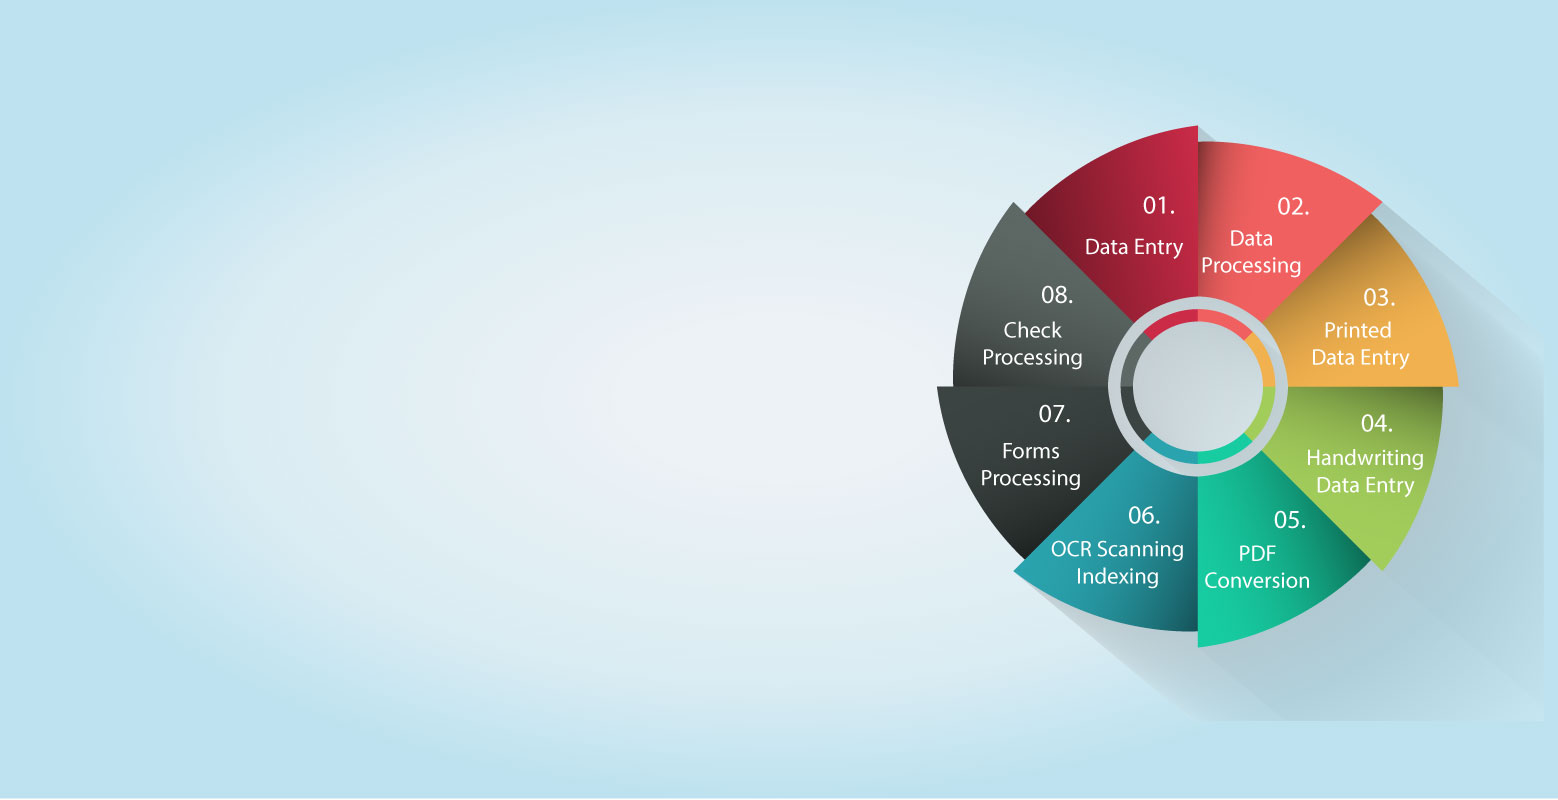 01.
Data Entry
02.
Data
Processing
03.
Printed
Data Entry
04.
Handwriting
Data Entry
05.
PDF
Conversion
06.
OCR Scanning
Indexing
07.
Forms
Processing
08.
Check
Processing